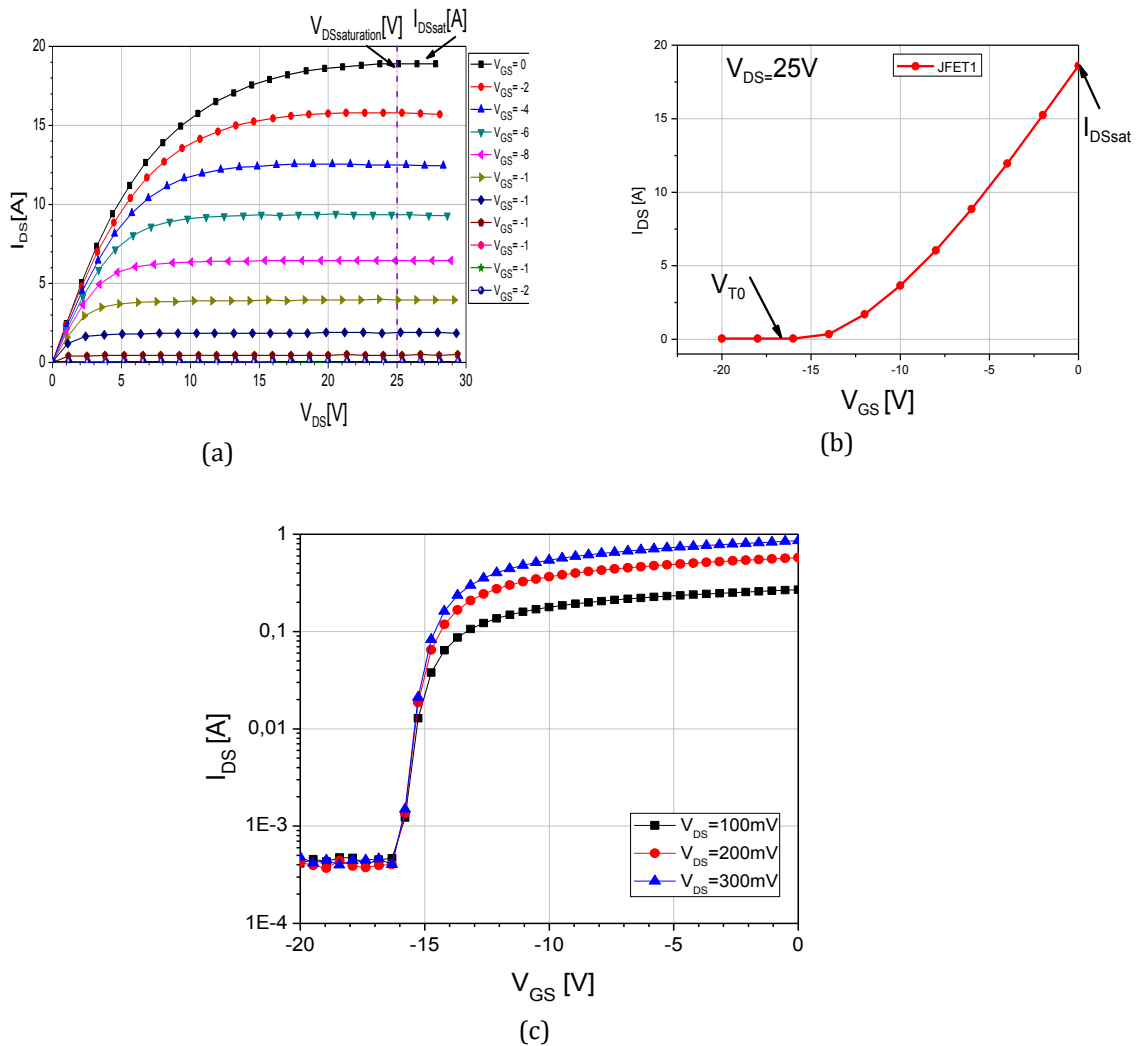 V_DSsaturation[V]
I_DSsat[A]
20
15
10
5
0
I_DS[A]
0
5
10
15
20
25
30
V_DS[V]
V_GS= 0
V_GS= -2
V_GS= -4
V_GS= -6
V_GS= -8
V_GS= -1
V_GS= -1
V_GS= -1
V_GS= -1
V_GS= -1
V_GS= -2
(a)
V_DS=25V
JFET1
I_DSsat
V_T0
20
15
10
5
0
I_DS [A]
-20
-15
-10
-5
0
V_GS [V]
(b)
1
0,1
0,01
1E-3
1E-4
I_DS [A]
V_DS=100mV
V_DS=200mV
V_DS=300mV
-20
-15
-10
-5
0
V_GS [V]
(c)